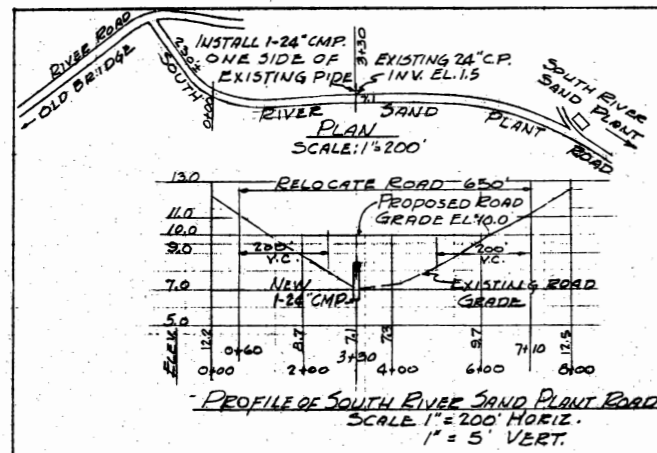 RIVER ROAD
← OLD BRIDGE
230±
SOUTH
0+00
INSTALL 1-24" CMP.
ONE SIDE OF
EXISTING PIPE
3+30
EXISTING 24" C.P.
INV. EL. 1.5
7.1
RIVER SAND PLANT ROAD
SOUTH RIVER
SAND PLANT
PLAN
SCALE: 1"=200'
13.0
11.0
10.0
9.0
7.0
5.0
ELEV.
RELOCATE ROAD 650'
PROPOSED ROAD
GRADE EL. 10.0
200'
V.C.
200'
V.C.
NEW
1-24" CMP.
EXISTING ROAD
GRADE
12.2
8.7
7.1
7.3
9.7
12.5
0+60
3+30
7+10
0+00
2+00
4+00
6+00
8+00
PROFILE OF SOUTH RIVER SAND PLANT ROAD
SCALE 1" = 200' HORIZ.
1" = 5' VERT.